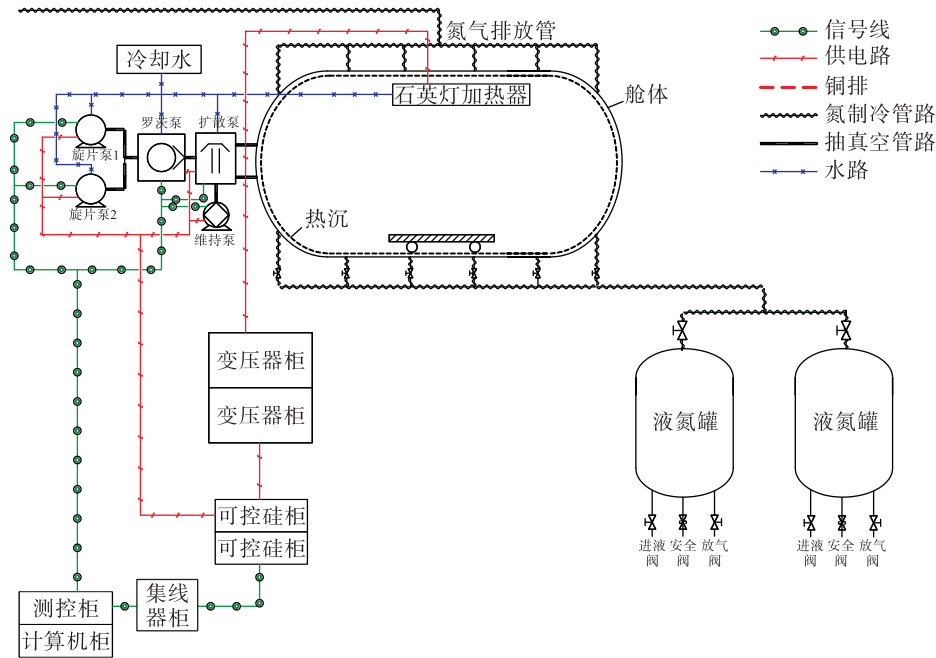 氮气排放管
冷却水
石英灯加热器
舱体
罗茨泵
扩散泵
旋片泵1
旋片泵2
维持泵
热沉
信号线
供电路
铜排
氮制冷管路
抽真空管路
水路
变压器柜
变压器柜
液氮罐
液氮罐
可控硅柜
可控硅柜
进液
阀
安全
阀
放气
阀
进液
阀
安全
阀
放气
阀
测控柜
计算机柜
集线
器柜